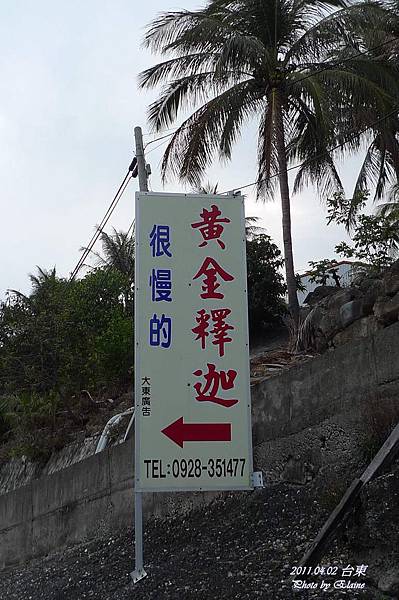 黃金釋迦
很慢的
大東廣告
TEL:0928-351477
2011.04.02 台東
Photo by Elaine